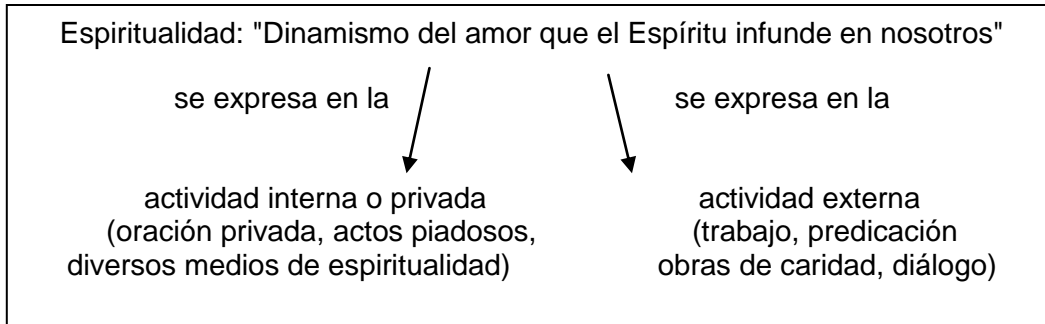 Espiritualidad: "Dinamismo del amor que el Espíritu infunde en nosotros"
se expresa en la
se expresa en la
actividad interna o privada
(oración privada, actos piadosos,
diversos medios de espiritualidad)
actividad externa
(trabajo, predicación
obras de caridad, diálogo)